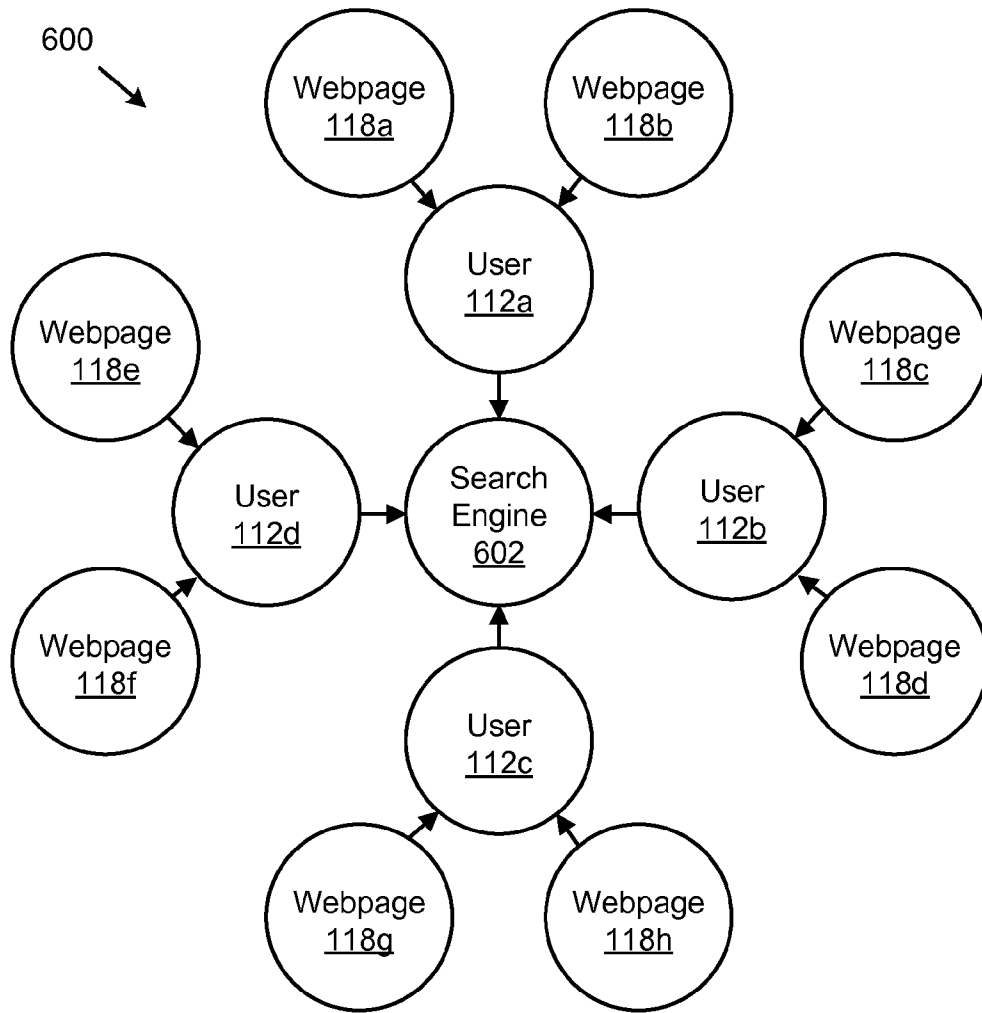 600
Webpage
118a
Webpage
118b
User
112a
Webpage
118e
Webpage
118c
User
112d
Search
Engine
602
User
112b
Webpage
118f
Webpage
118d
User
112c
Webpage
118g
Webpage
118h